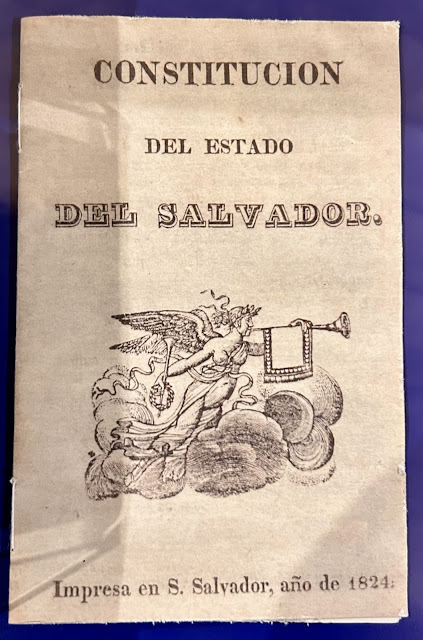 CONSTITUCION
DEL ESTADO
DEL SALVADOR.
Impresa en S. Salvador, año de 1824: